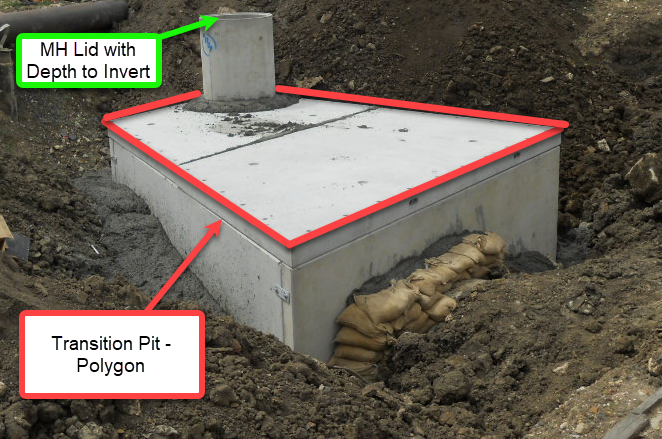 MH Lid with
Depth to Invert
Transition Pit -
Polygon